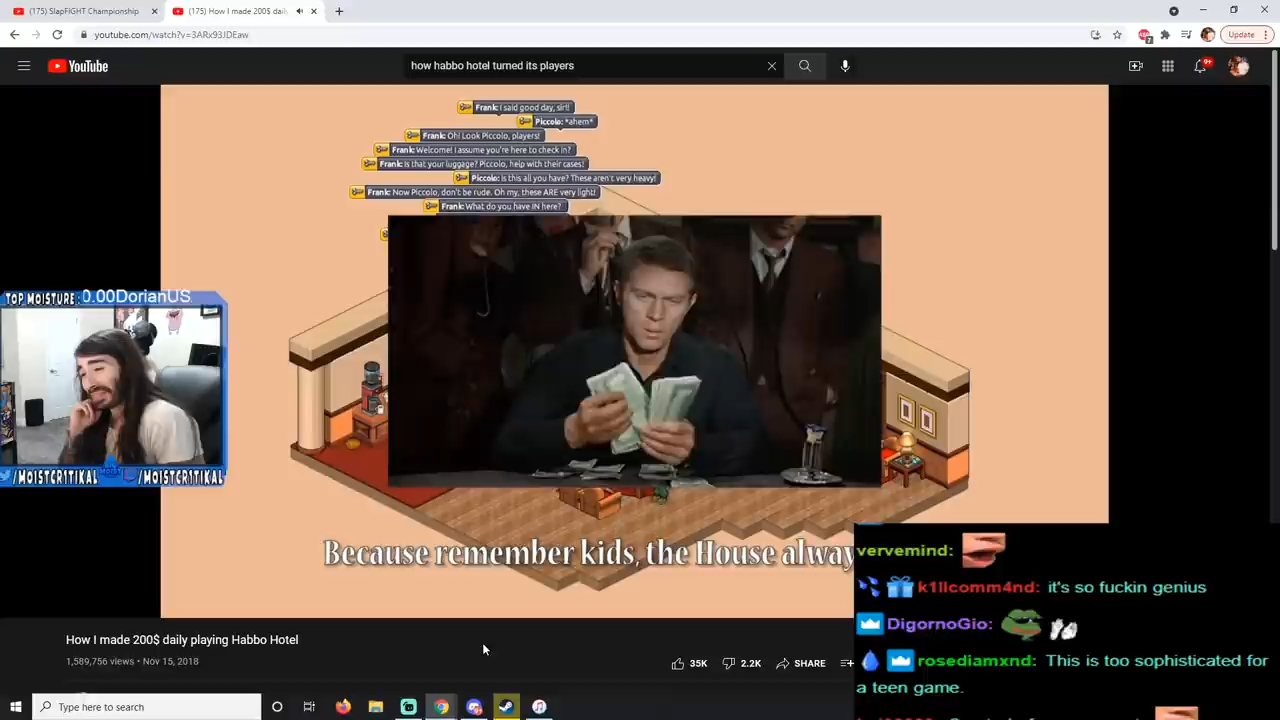 (175) SlapFIGHT Championship
(175) How I made 200$ daily
youtube.com/watch?v=3ARx93JDEaw
Update
7
YouTube
how habbo hotel turned its players
9+
Frank: I said good day, sir!!
Piccolo: *ahem*
Frank: Oh! Look Piccolo, players!
Frank: Welcome! I assume you're here to check in?
Frank: Is that your luggage? Piccolo, help with their cases!
Piccolo: Is this all you have? These aren't very heavy!
Frank: Now Piccolo, don't be rude. Oh my, these ARE very light!
Frank: What do you have IN here?
TOP MOISTURE: 0.00DorianUS
/MOISTCR1TIKAL
MOIST
/MOISTCR1TIKAL
Because remember kids, the House alway
vervemind:
k1llcomm4nd: it's so fuckin genius
DigornoGio:
rosediamxnd: This is too sophisticated for
a teen game.
How I made 200$ daily playing Habbo Hotel
1,589,756 views • Nov 15, 2018
35K
2.2K
SHARE
Type here to search